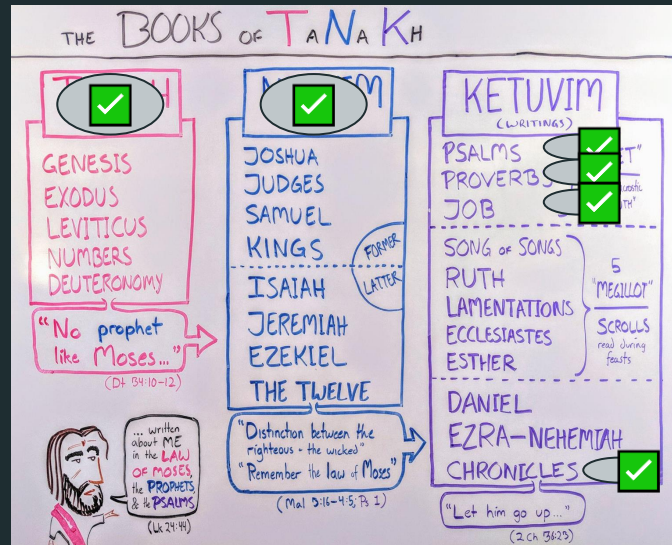 THE BOOKS OF TANAKH
GENESIS
EXODUS
LEVITICUS
NUMBERS
DEUTERONOMY
"No prophet
like Moses..."
(Dt 34:10-12)
... written
about ME
in the LAW
OF MOSES,
the PROPHETS,
& the PSALMS
(Lk 24:44)
JOSHUA
JUDGES
SAMUEL
KINGS
FORMER
LATTER
ISAIAH
JEREMIAH
EZEKIEL
THE TWELVE
"Distinction between the
righteous - the wicked"
"Remember the law of Moses"
(Mal 3:16-4:5; Ps 1)
KETUVIM
(WRITINGS)
PSALMS
PROVERBS
JOB
SONG OF SONGS
RUTH
LAMENTATIONS
ECCLESIASTES
ESTHER
5
"MEGILLOT"
SCROLLS
read during
feasts
DANIEL
EZRA-NEHEMIAH
CHRONICLES
"Let him go up..."
(2 Ch 36:23)